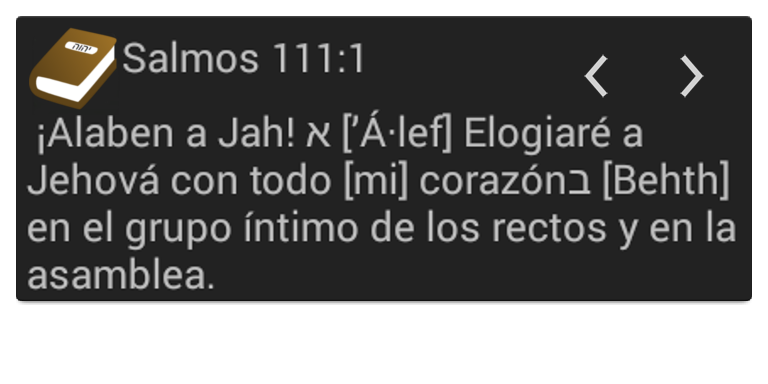 יהוה
Salmos 111:1
¡Alaben a Jah! א [ʼÁ·lef] Elogiaré a
Jehová con todo [mi] corazónב [Behth]
en el grupo íntimo de los rectos y en la
asamblea.